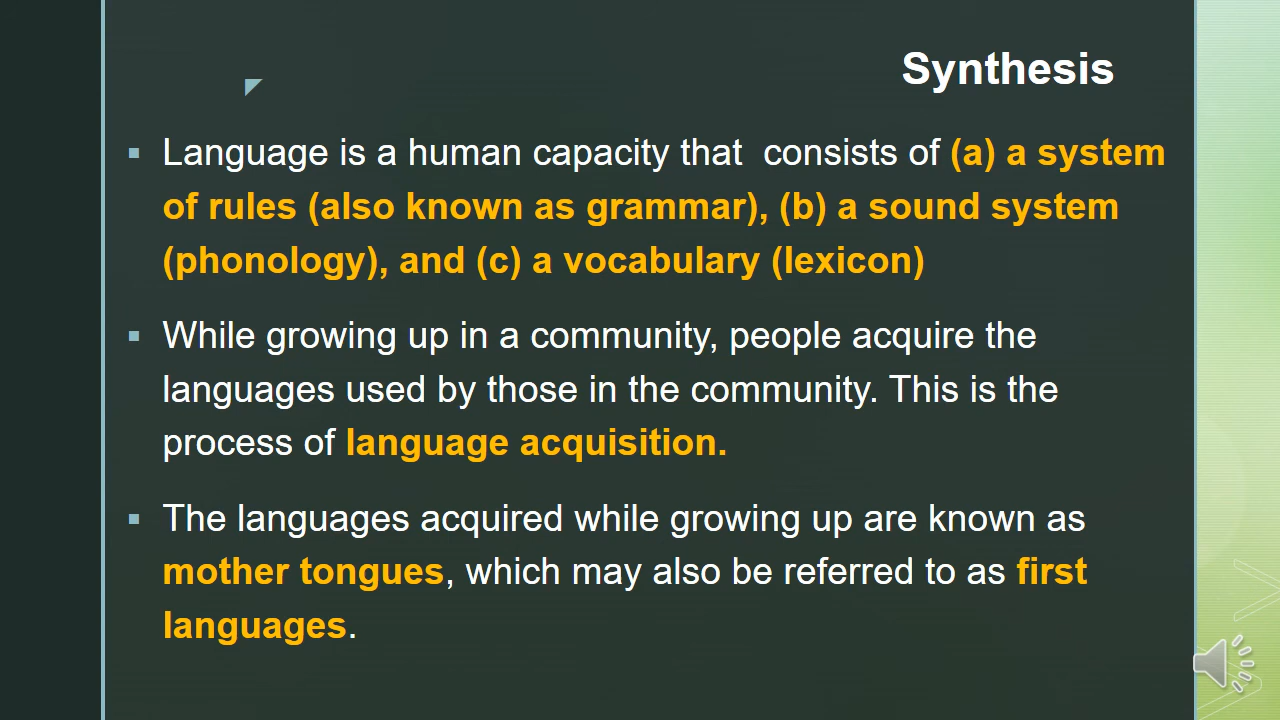 Synthesis
▪ Language is a human capacity that  consists of (a) a system
of rules (also known as grammar), (b) a sound system
(phonology), and (c) a vocabulary (lexicon)
▪ While growing up in a community, people acquire the
languages used by those in the community. This is the
process of language acquisition.
▪ The languages acquired while growing up are known as
mother tongues, which may also be referred to as first
languages.